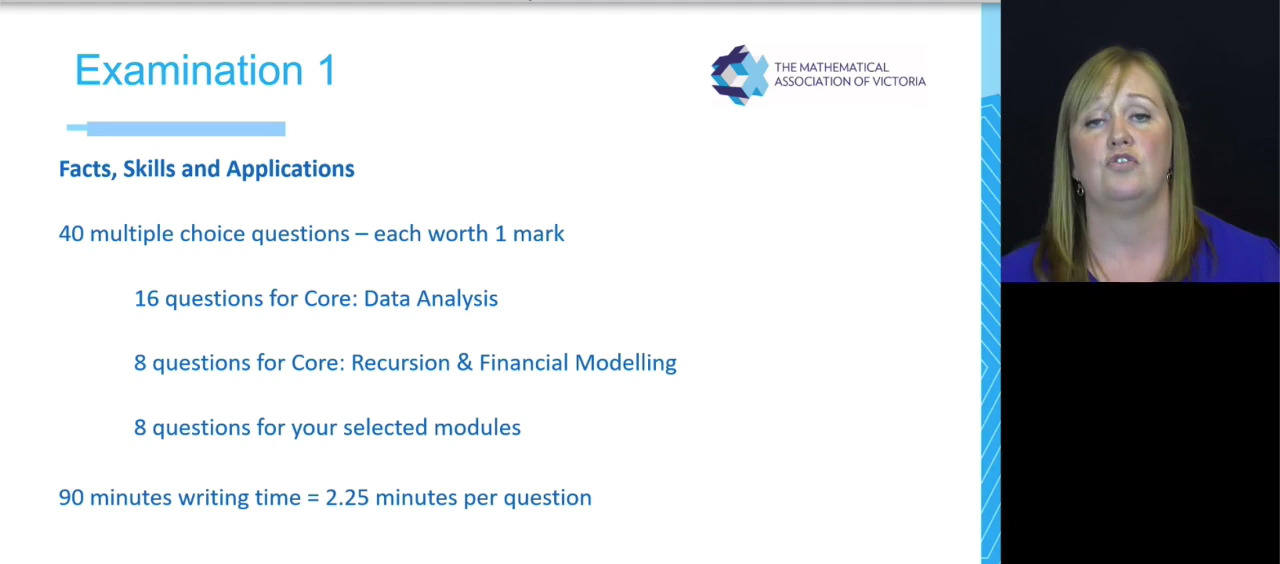 Examination 1
THE MATHEMATICAL
ASSOCIATION OF VICTORIA
Facts, Skills and Applications
40 multiple choice questions – each worth 1 mark
16 questions for Core: Data Analysis
8 questions for Core: Recursion & Financial Modelling
8 questions for your selected modules
90 minutes writing time = 2.25 minutes per question